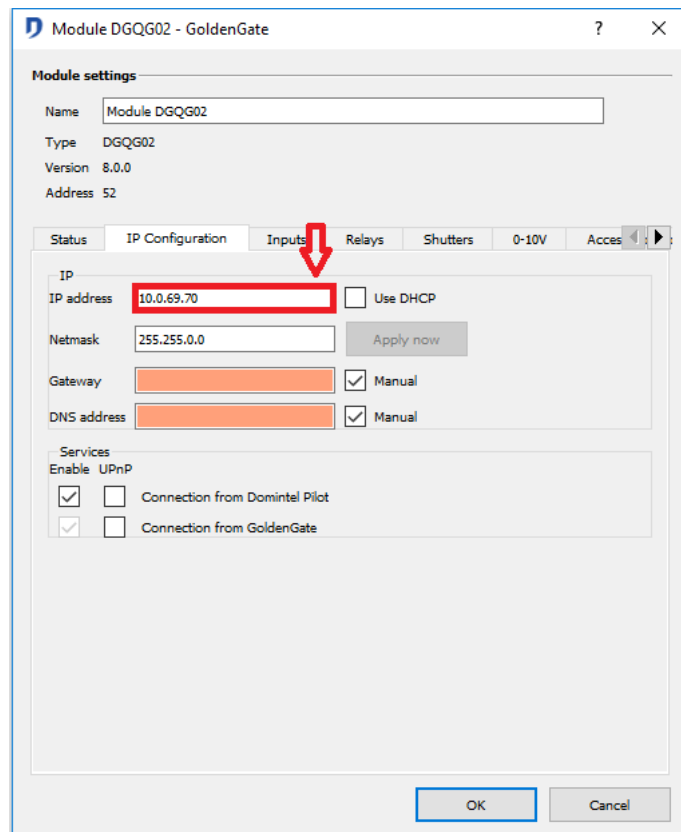 Module DGQG02 - GoldenGate
Module settings
Name Module DGQG02
Type DGQG02
Version 8.0.0
Address 52
Status IP Configuration Inputs Relays Shutters 0-10V
IP
IP address 10.0.69.70 Use DHCP
Netmask 255.255.0.0 Apply now
Gateway Manual
DNS address Manual
Services
Enable UPnP
Connection from Domintel Pilot
Connection from GoldenGate
OK Cancel